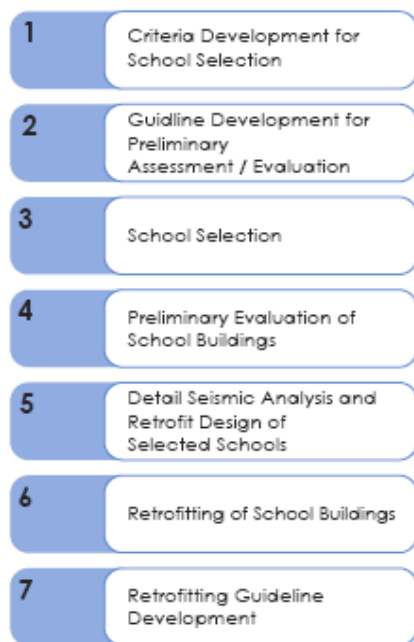 1
Criteria Development for
School Selection
2
Guidline Development for
Preliminary
Assessment / Evaluation
3
School Selection
4
Preliminary Evaluation of
School Buildings
5
Detail Seismic Analysis and
Retrofit Design of
Selected Schools
6
Retrofitting of School Buildings
7
Retrofitting Guideline
Development